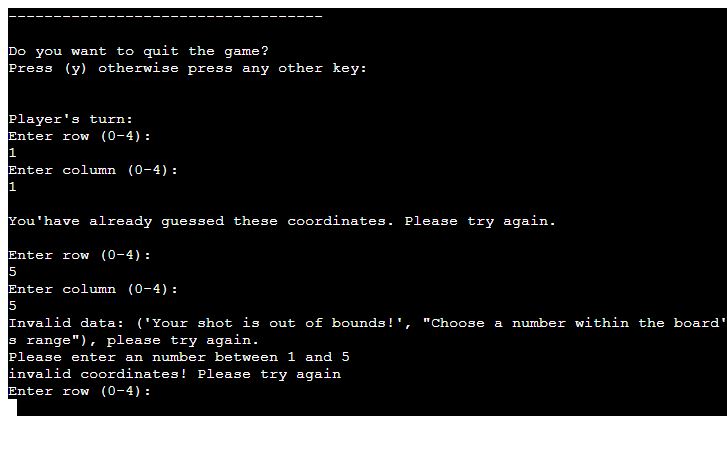 -----------------------------------
Do you want to quit the game?
Press (y) otherwise press any other key:
Player's turn:
Enter row (0-4):
1
Enter column (0-4):
1
You'have already guessed these coordinates. Please try again.
Enter row (0-4):
5
Enter column (0-4):
5
Invalid data: ('Your shot is out of bounds!', "Choose a number within the board'
s range"), please try again.
Please enter an number between 1 and 5
invalid coordinates! Please try again
Enter row (0-4):